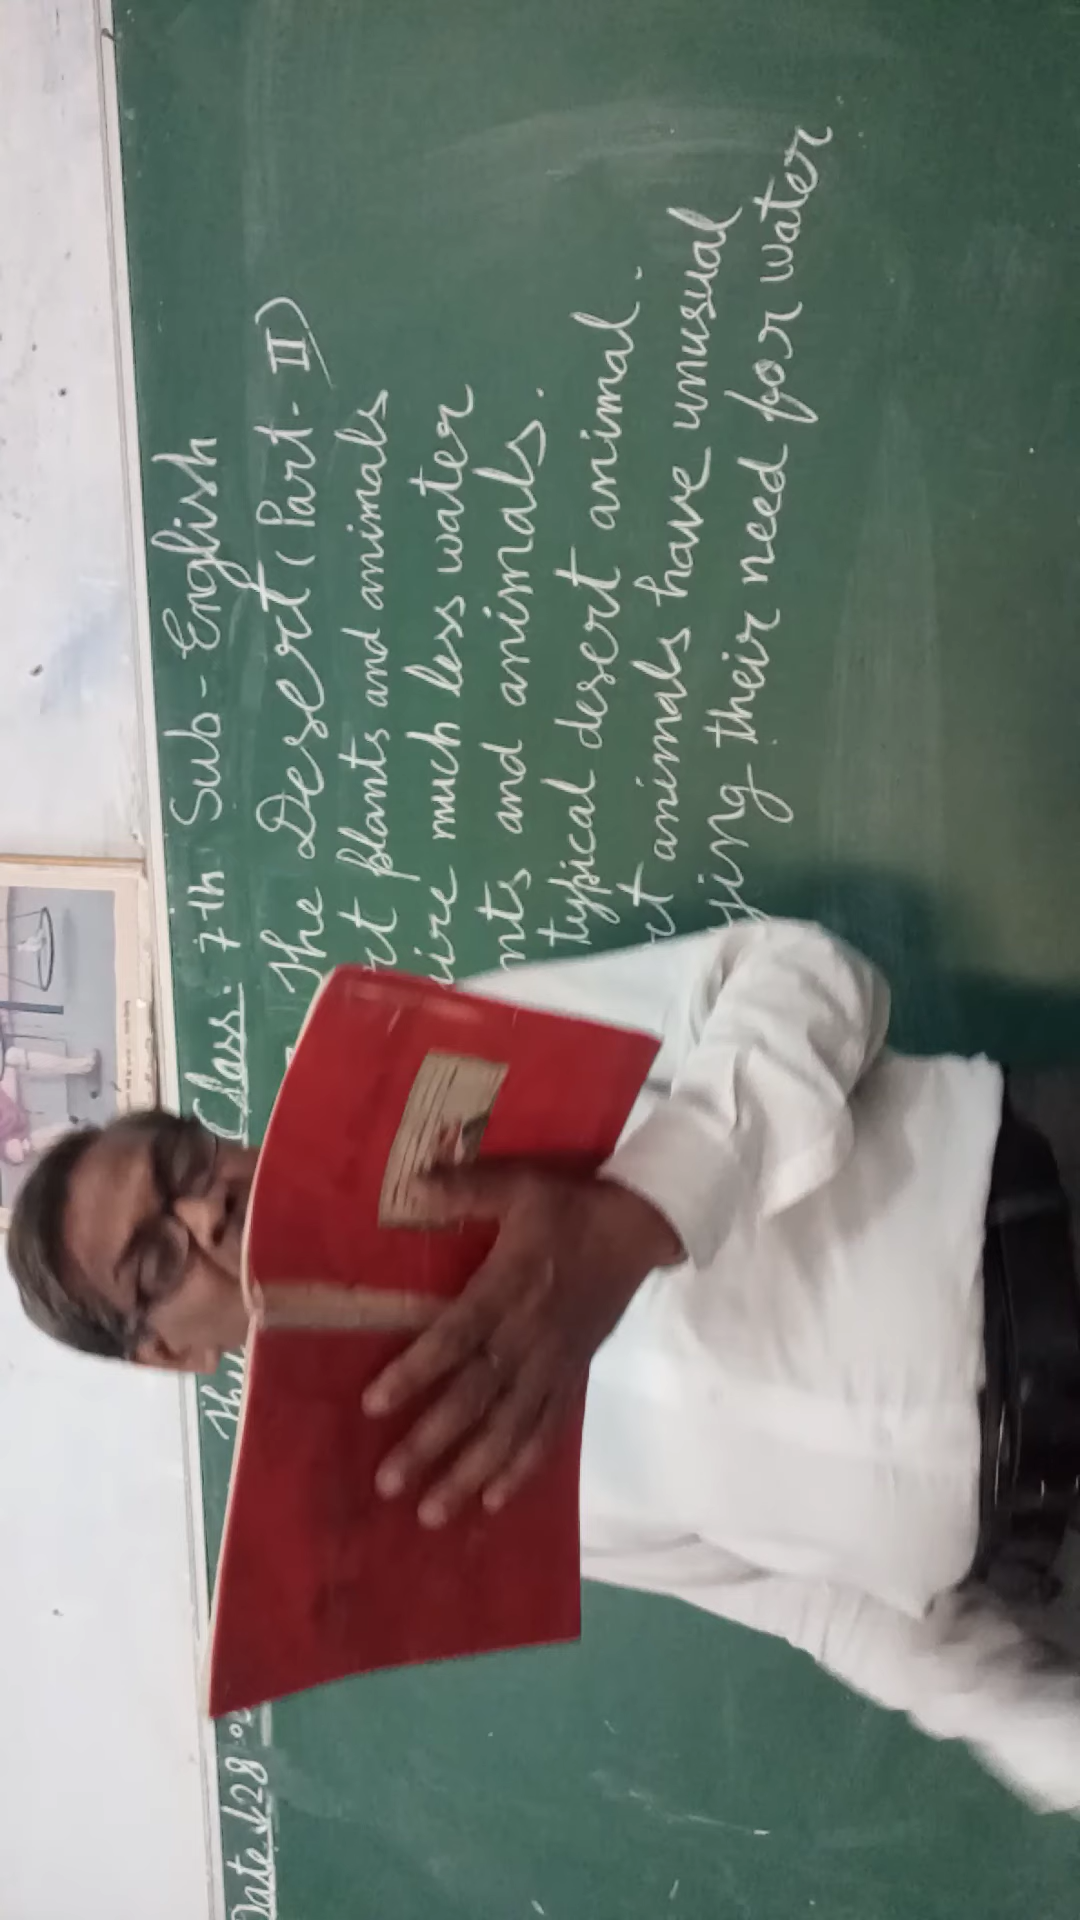 Date 28
Class. 7th Sub - English
The Desert (Part - II)
plants and animals
much less water
and animals.
typical desert animal.
animals have unusual
their need for water